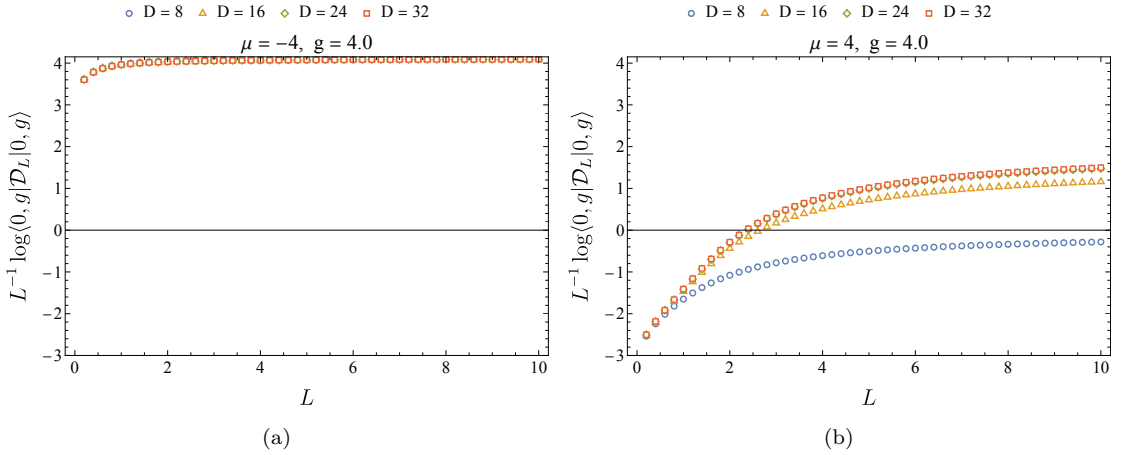 D = 8 D = 16 D = 24 D = 32
μ = −4, g = 4.0
L⁻¹ log⟨0, g|𝒟_L|0, g⟩
4
3
2
1
0
−1
−2
−3
0 2 4 6 8 10
L
(a)
D = 8 D = 16 D = 24 D = 32
μ = 4, g = 4.0
L⁻¹ log⟨0, g|𝒟_L|0, g⟩
4
3
2
1
0
−1
−2
−3
0 2 4 6 8 10
L
(b)